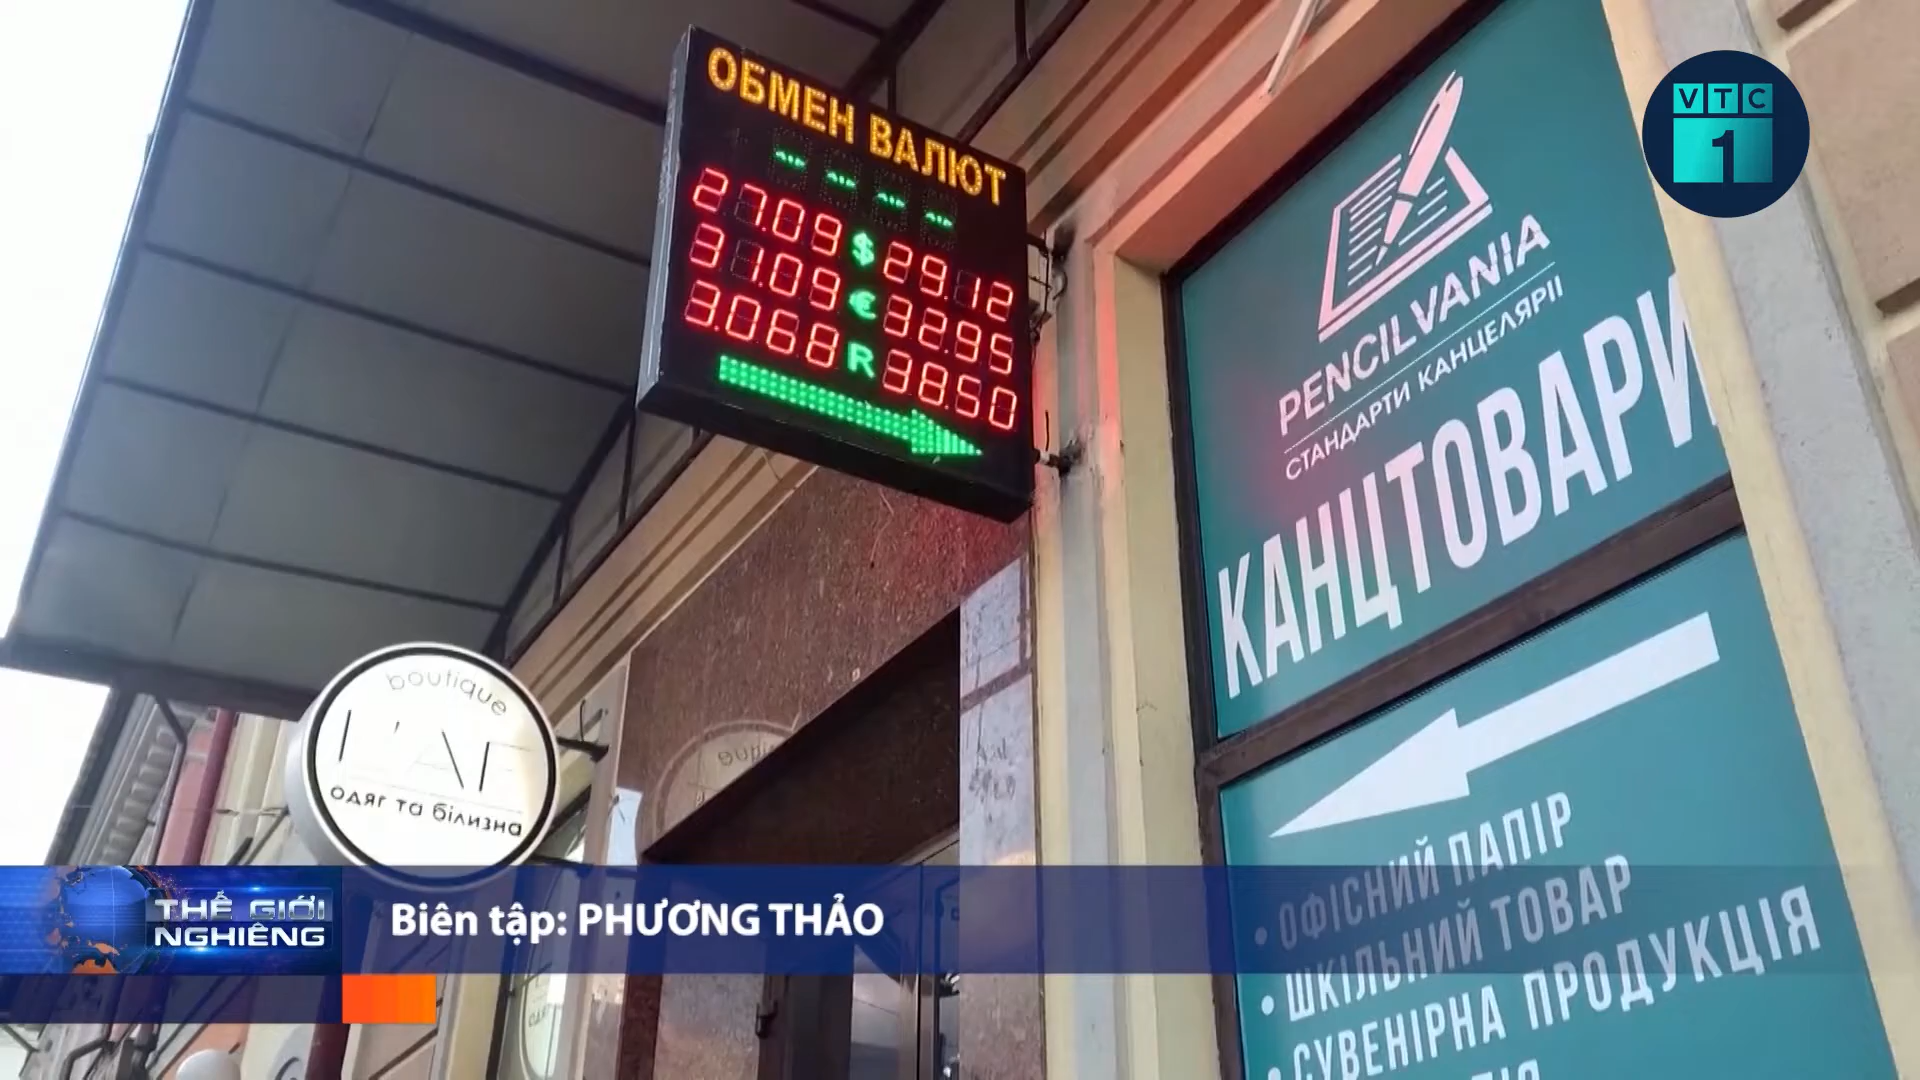 ОБМЕН ВАЛЮТ
27.09 $ 29.12
31.09 € 32.95
3.068 R 38.50
VTC
1
PENCILVANIA
СТАНДАРТИ КАНЦЕЛЯРІЇ
КАНЦТОВАРИ
• ОФІСНИЙ ПАПІР
• ШКІЛЬНИЙ ТОВАР
• СУВЕНІРНА ПРОДУКЦІЯ
boutique
одяг та білизна
THẾ GIỚI
NGHIÊNG
Biên tập: PHƯƠNG THẢO